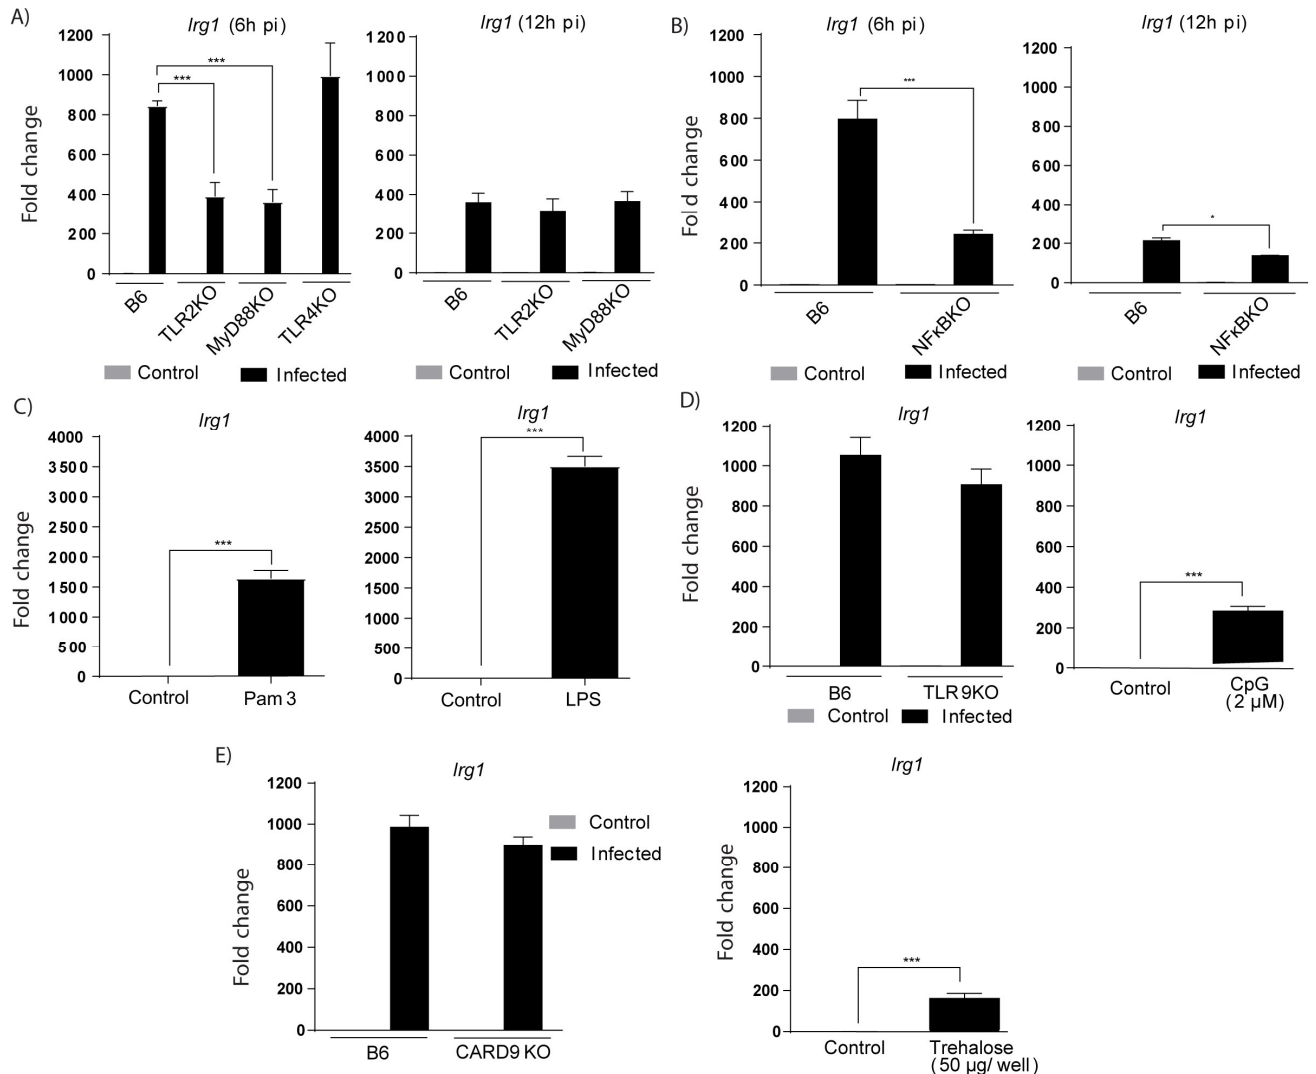 A)
Irg1 (6h pi)
Fold change
1200
1000
800
600
400
200
0
***
***
B6
TLR2KO
MyD88KO
TLR4KO
Control
Infected
Irg1 (12h pi)
1200
1000
800
600
400
200
0
B6
TLR2KO
MyD88KO
Control
Infected
B)
Irg1 (6h pi)
Fold change
1200
1000
800
600
400
200
0
***
B6
NFκBKO
Control
Infected
Irg1 (12h pi)
1200
1000
800
600
400
200
0
*
B6
NFκBKO
Control
Infected
C)
Irg1
Fold change
4000
3500
3000
2500
2000
1500
1000
500
0
***
Control
Pam3
Irg1
4000
3500
3000
2500
2000
1500
1000
500
0
***
Control
LPS
D)
Irg1
Fold change
1200
1000
800
600
400
200
0
B6
TLR9KO
Control
Infected
Irg1
1200
1000
800
600
400
200
0
***
Control
CpG
(2 µM)
E)
Irg1
Fold change
1200
1000
800
600
400
200
0
B6
CARD9 KO
Control
Infected
Irg1
Fold change
1200
1000
800
600
400
200
0
***
Control
Trehalose
(50 µg/well)